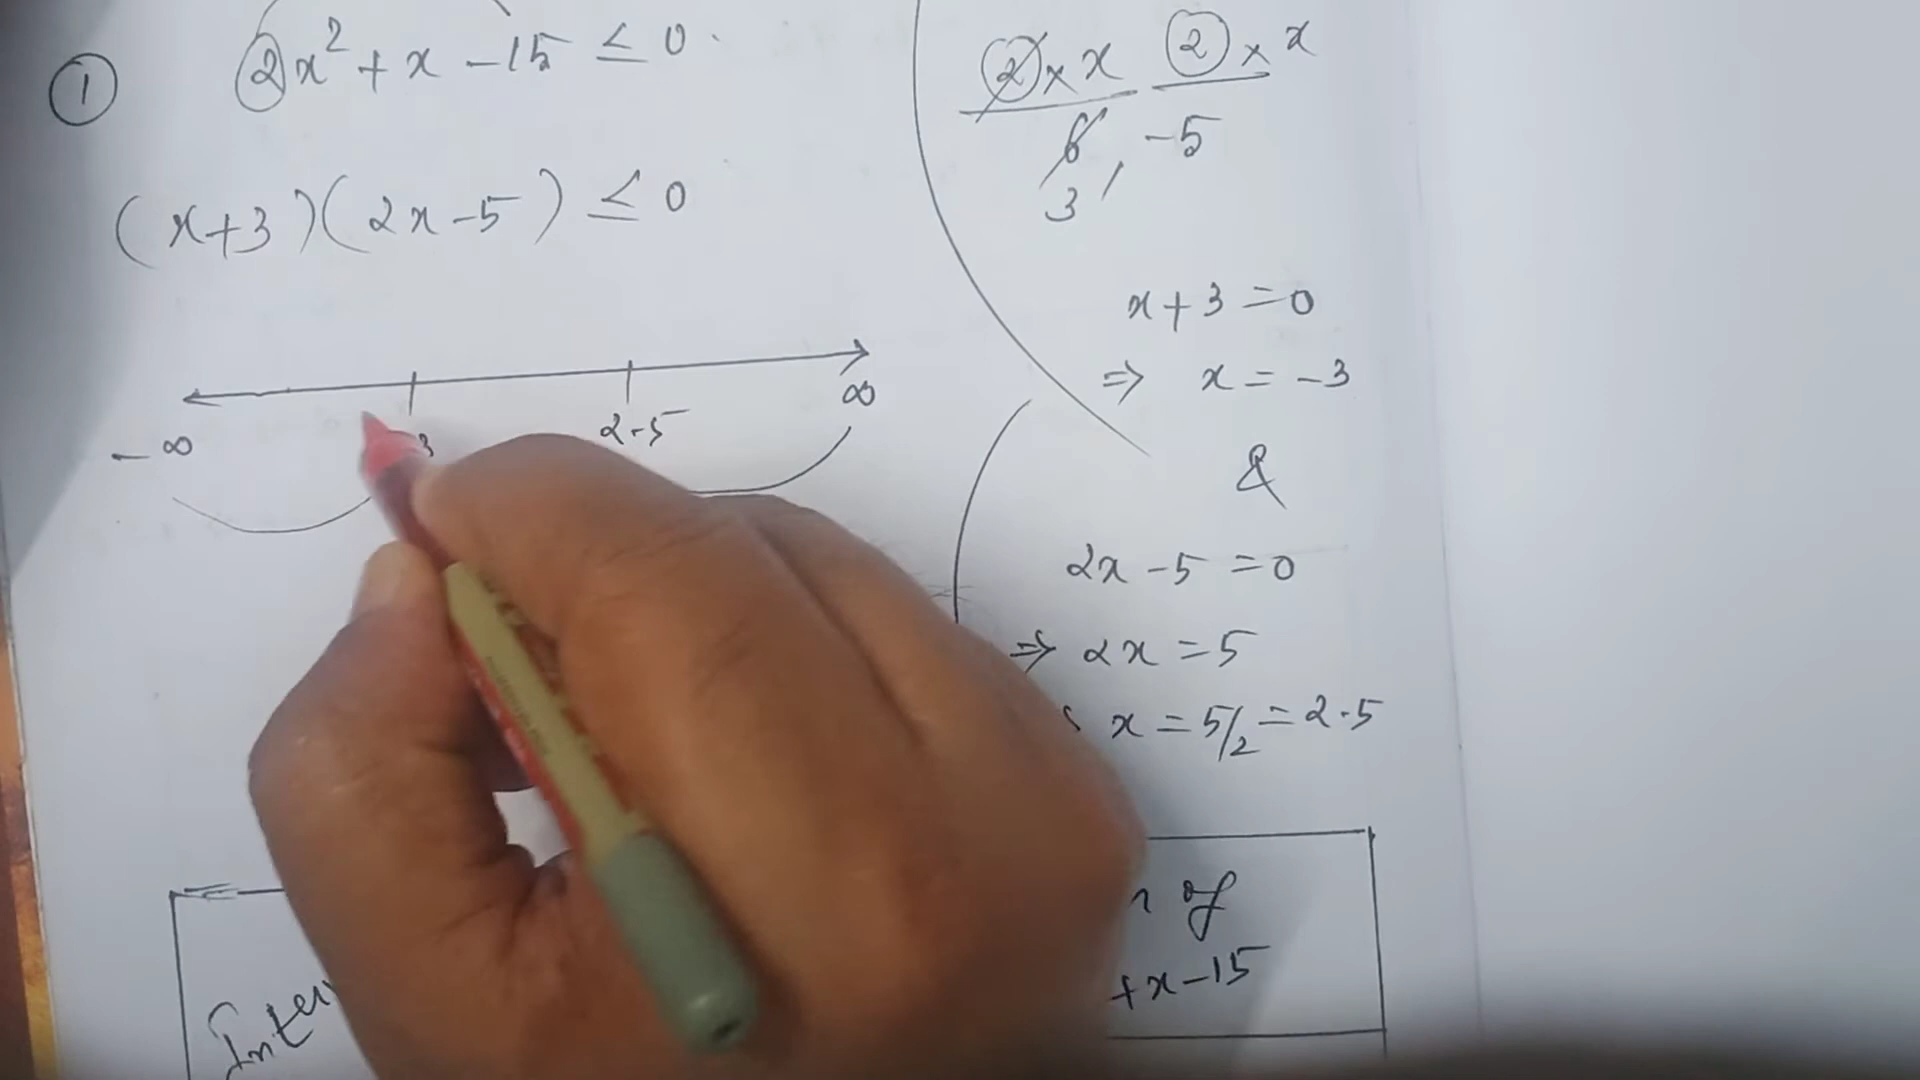 ① 2x² + x - 15 ≤ 0
(x+3)(2x-5) ≤ 0
-∞ 3 2.5 ∞
2×x 2×x
6, -5
3
x+3=0
⇒ x = -3
&
2x-5=0
⇒ 2x=5
x = 5/2 = 2.5
of
+x-15